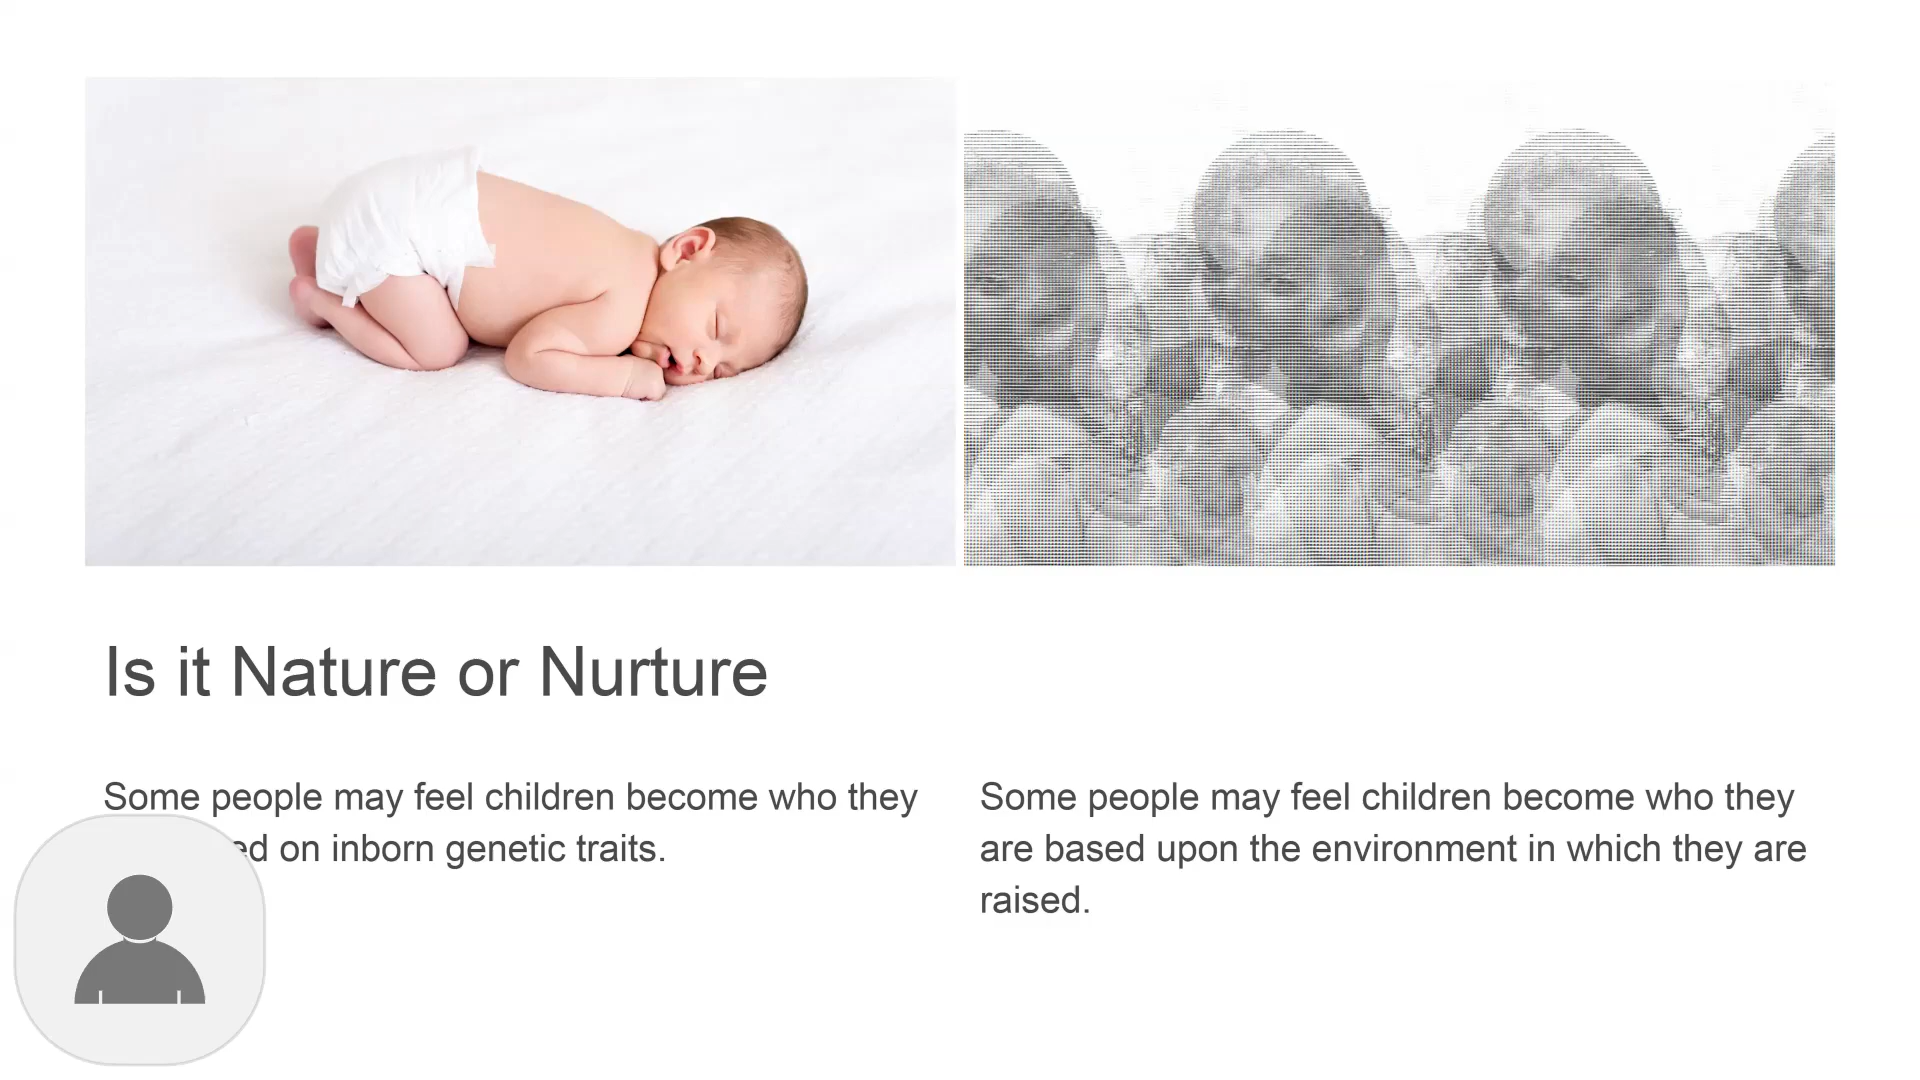 Is it Nature or Nurture
Some people may feel children become who they
on inborn genetic traits.
Some people may feel children become who they
are based upon the environment in which they are
raised.